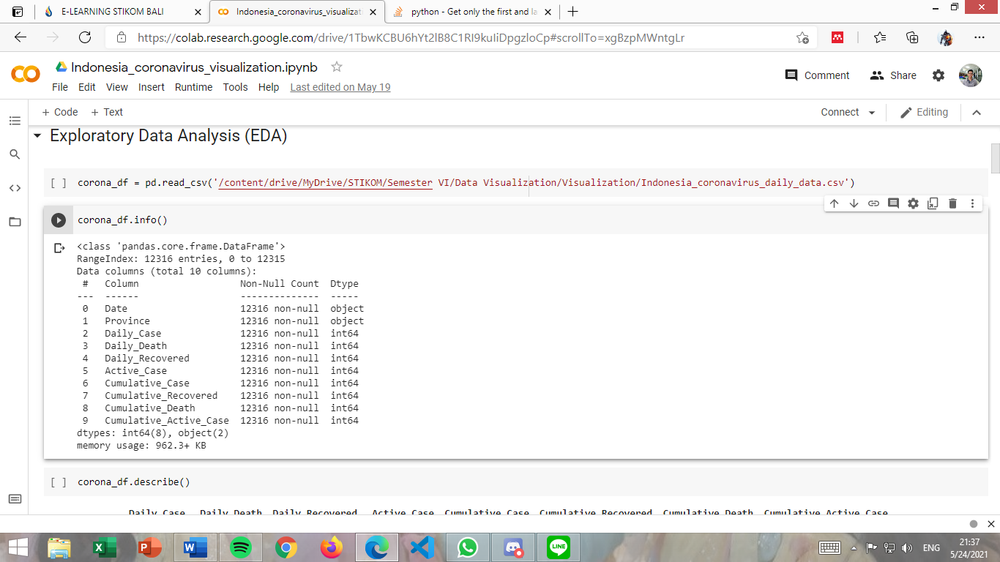 E-LEARNING STIKOM BALI
Indonesia_coronavirus_visualizat
python - Get only the first and la
https://colab.research.google.com/drive/1TbwKCBU6hYt2lB8C1RI9kuIiDpgzloCp#scrollTo=xgBzpMWntgLr
Indonesia_coronavirus_visualization.ipynb
File Edit View Insert Runtime Tools Help Last edited on May 19
Comment Share
+ Code + Text
Connect Editing
Exploratory Data Analysis (EDA)
[ ] corona_df = pd.read_csv('/content/drive/MyDrive/STIKOM/Semester VI/Data Visualization/Visualization/Indonesia_coronavirus_daily_data.csv')
corona_df.info()
<class 'pandas.core.frame.DataFrame'>
RangeIndex: 12316 entries, 0 to 12315
Data columns (total 10 columns):
# Column Non-Null Count Dtype
--- ------ -------------- -----
0 Date 12316 non-null object
1 Province 12316 non-null object
2 Daily_Case 12316 non-null int64
3 Daily_Death 12316 non-null int64
4 Daily_Recovered 12316 non-null int64
5 Active_Case 12316 non-null int64
6 Cumulative_Case 12316 non-null int64
7 Cumulative_Recovered 12316 non-null int64
8 Cumulative_Death 12316 non-null int64
9 Cumulative_Active_Case 12316 non-null int64
dtypes: int64(8), object(2)
memory usage: 962.3+ KB
[ ] corona_df.describe()
Daily_Case Daily_Death Daily_Recovered Active_Case Cumulative_Case Cumulative_Recovered Cumulative_Death Cumulative_Active_Case
ENG
21:37
5/24/2021